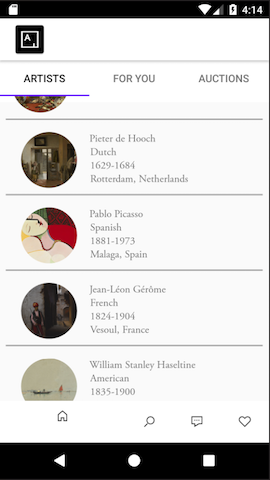 4:14
A
ARTISTS
FOR YOU
AUCTIONS
Pieter de Hooch
Dutch
1629-1684
Rotterdam, Netherlands
Pablo Picasso
Spanish
1881-1973
Malaga, Spain
Jean-Léon Gérôme
French
1824-1904
Vesoul, France
William Stanley Haseltine
American
1835-1900